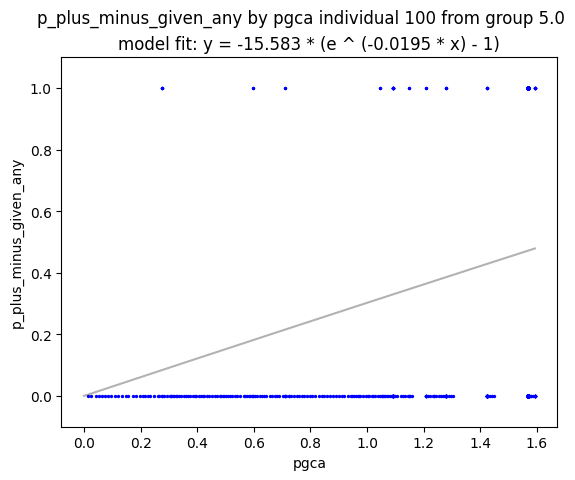 p_plus_minus_given_any by pgca individual 100 from group 5.0
model fit: y = -15.583 * (e ^ (-0.0195 * x) - 1)
1.0
0.8
0.6
0.4
0.2
0.0
p_plus_minus_given_any
0.0 0.2 0.4 0.6 0.8 1.0 1.2 1.4 1.6
pgca